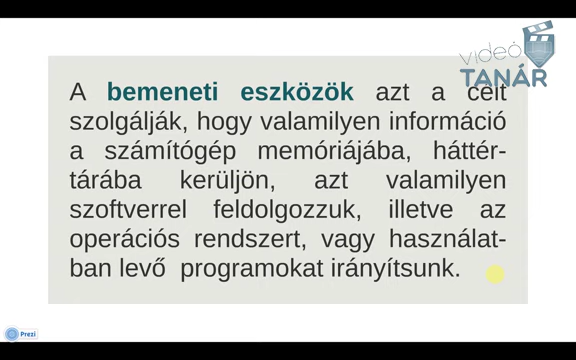 videó
TANÁR
A bemeneti eszközök azt a célt
szolgálják, hogy valamilyen információ
a számítógép memóriájába, háttér-
tárába kerüljön, azt valamilyen
szoftverrel feldolgozzuk, illetve az
operációs rendszert, vagy használat-
ban levő programokat irányítsunk.
Prezi